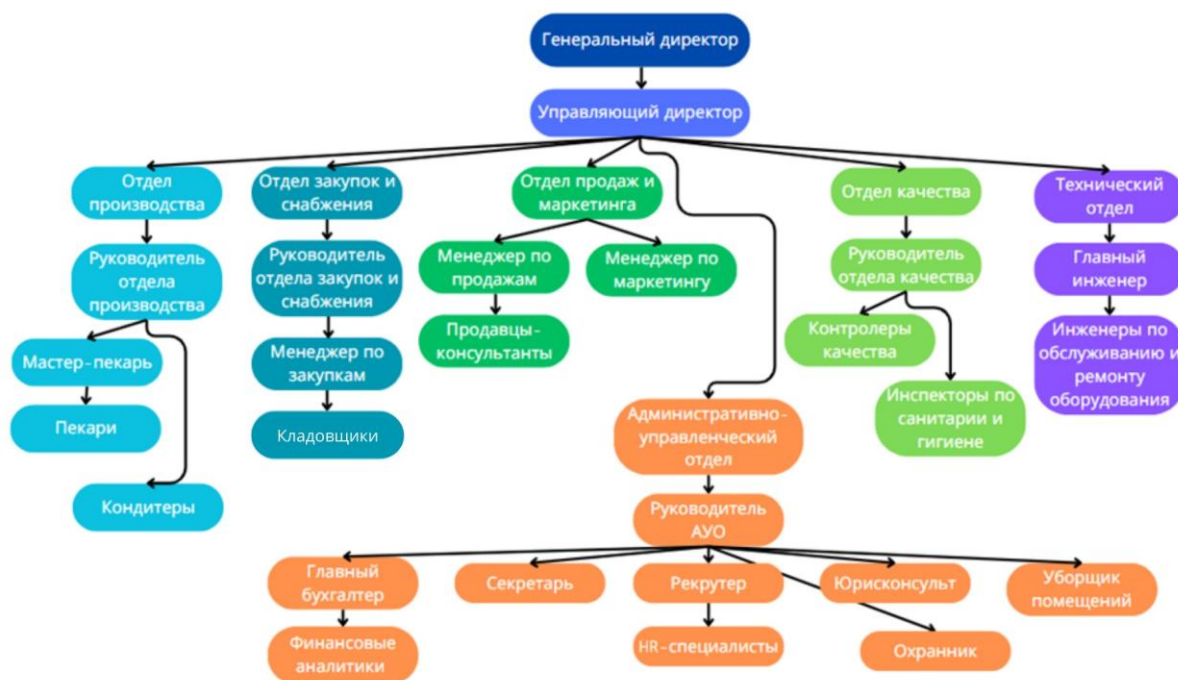 Генеральный директор
Управляющий директор
Отдел
производства
Отдел закупок и
снабжения
Отдел продаж и
маркетинга
Отдел качества
Технический
отдел
Руководитель
отдела
производства
Руководитель
отдела закупок и
снабжения
Менеджер по
продажам
Менеджер по
маркетингу
Руководитель
отдела качества
Главный
инженер
Мастер-пекарь
Менеджер по
закупкам
Продавцы-
консультанты
Контролеры
качества
Инженеры по
обслуживанию и
ремонту
оборудования
Пекари
Кладовщики
Административно-
управленческий
отдел
Инспекторы по
санитарии и
гигиене
Кондитеры
Руководитель
АУО
Главный
бухгалтер
Секретарь
Рекрутер
Юрисконсульт
Уборщик
помещений
Финансовые
аналитики
HR-специалисты
Охранник